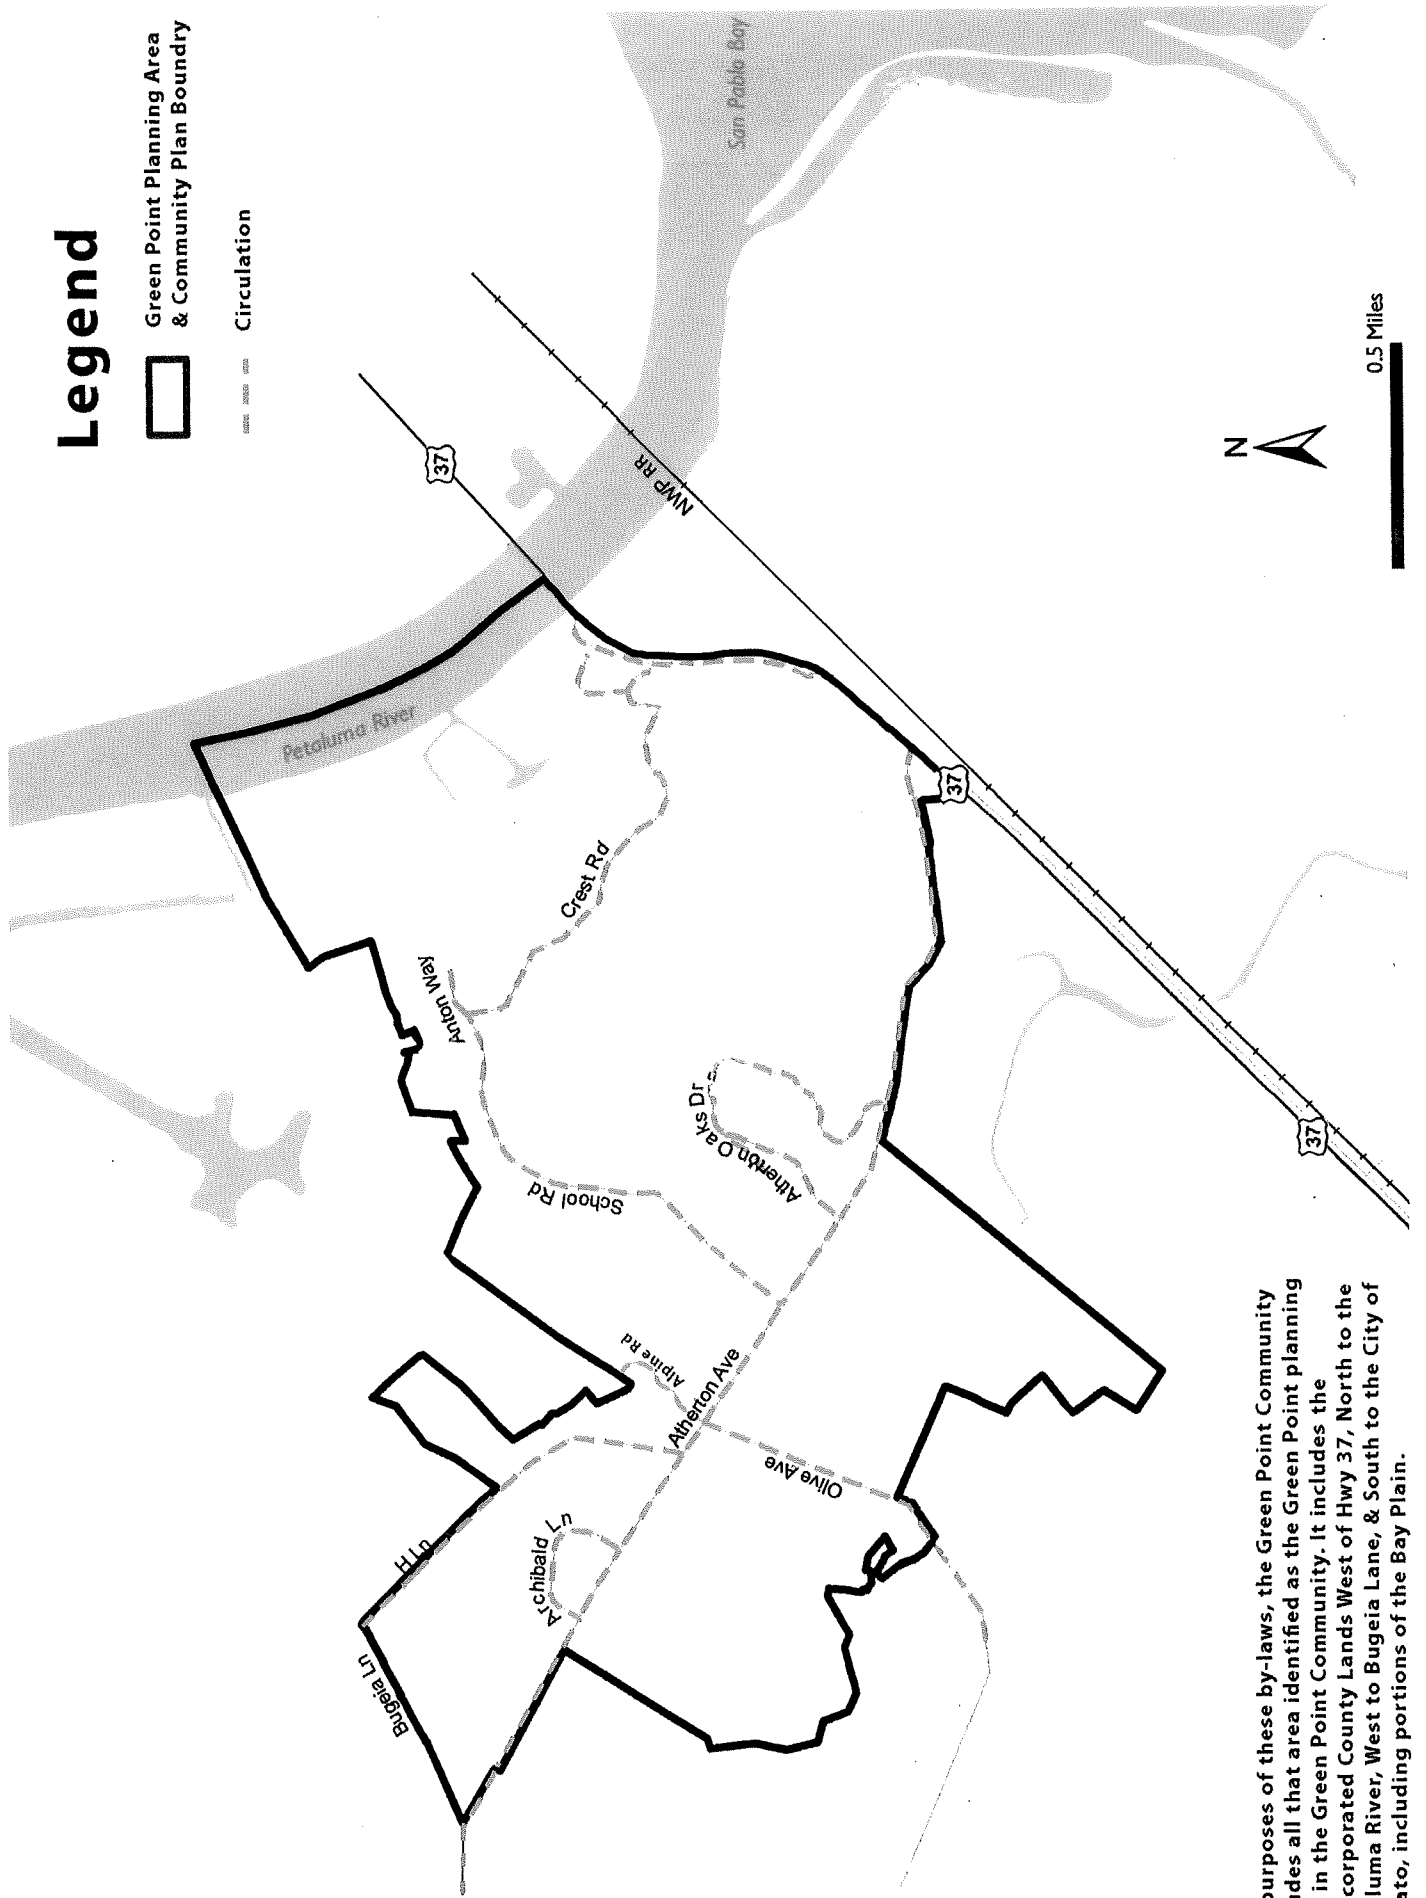 Legend
Green Point Planning Area
& Community Plan Boundry
Circulation
San Pablo Bay
37
NWP RR
Petaluma River
Crest Rd
Anton Way
37
School Rd
Atherton Oaks Dr
37
Alpine Rd
Atherton Ave
Olive Ave
H Ln
Archibald Ln
Bugeia Ln
N
0.5 Miles
ourposes of these by-laws, the Green Point Community
des all that area identified as the Green Point planning
in the Green Point Community. It includes the
corporated County Lands West of Hwy 37, North to the
luma River, West to Bugeia Lane, & South to the City of
ato, including portions of the Bay Plain.